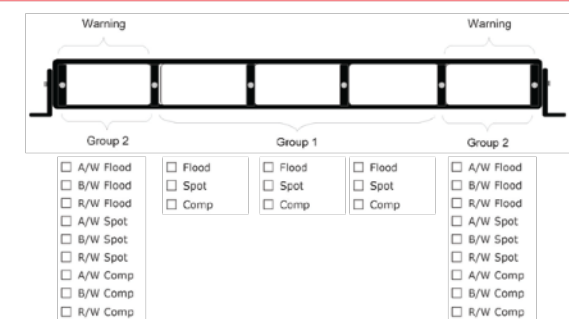 Warning
Warning
Group 2
Group 1
Group 2
A/W Flood
B/W Flood
R/W Flood
A/W Spot
B/W Spot
R/W Spot
A/W Comp
B/W Comp
R/W Comp
Flood
Spot
Comp
Flood
Spot
Comp
Flood
Spot
Comp
A/W Flood
B/W Flood
R/W Flood
A/W Spot
B/W Spot
R/W Spot
A/W Comp
B/W Comp
R/W Comp